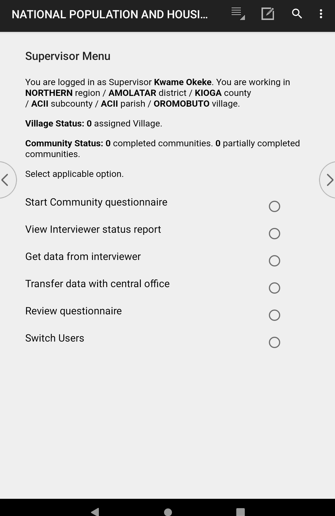 NATIONAL POPULATION AND HOUSI...
Supervisor Menu
You are logged in as Supervisor Kwame Okeke. You are working in
NORTHERN region / AMOLATAR district / KIOGA county
/ ACII subcounty / ACII parish / OROMOBUTO village.
Village Status: 0 assigned Village.
Community Status: 0 completed communities. 0 partially completed
communities.
Select applicable option.
Start Community questionnaire
View Interviewer status report
Get data from interviewer
Transfer data with central office
Review questionnaire
Switch Users